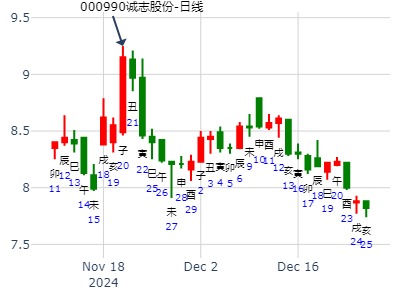 000990诚志股份-日线
9.5
9
8.5
8
7.5
卯 辰 巳 午 未 戌 亥 子 丑 寅 卯 巳 午 未 申 酉 子 丑 寅 卯 辰 未 申 酉 戌 亥 寅 卯 辰 巳 午 酉 戌 亥
11 12 13 14 15 18 19 20 21 22 25 26 27 28 29 2 3 4 5 6 9 10 11 12 13 16 17 18 19 20 23 24 25
Nov 18
2024
Dec 2
Dec 16